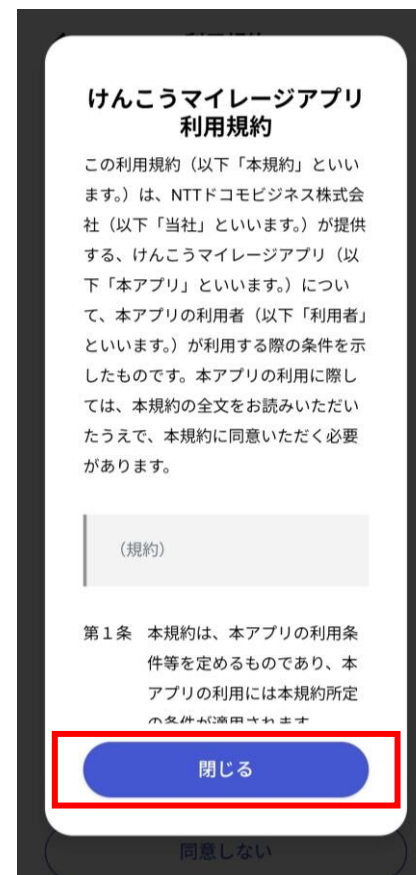 けんこうマイレージアプリ
利用規約
この利用規約（以下「本規約」といい
ます。）は、NTTドコモビジネス株式会
社（以下「当社」といいます。）が提供
する、けんこうマイレージアプリ（以
下「本アプリ」といいます。）につい
て、本アプリの利用者（以下「利用者」
といいます。）が利用する際の条件を示
したものです。本アプリの利用に際し
ては、本規約の全文をお読みいただい
たうえで、本規約に同意いただく必要
があります。
（規約）
第１条　本規約は、本アプリの利用条
件等を定めるものであり、本
アプリの利用には本規約所定
の条件が適用されます
閉じる
同意しない